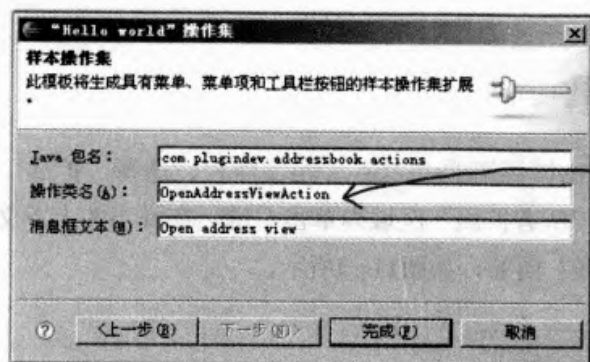 "Hello world" 操作集
样本操作集
此模板将生成具有菜单、菜单项和工具栏按钮的样本操作集扩展
。
Java 包名：
com.plugindev.addressbook.actions
操作类名(A)：
OpenAddressViewAction
消息框文本(M)：
Open address view
<上一步(B)
下一步(N)>
完成(F)
取消